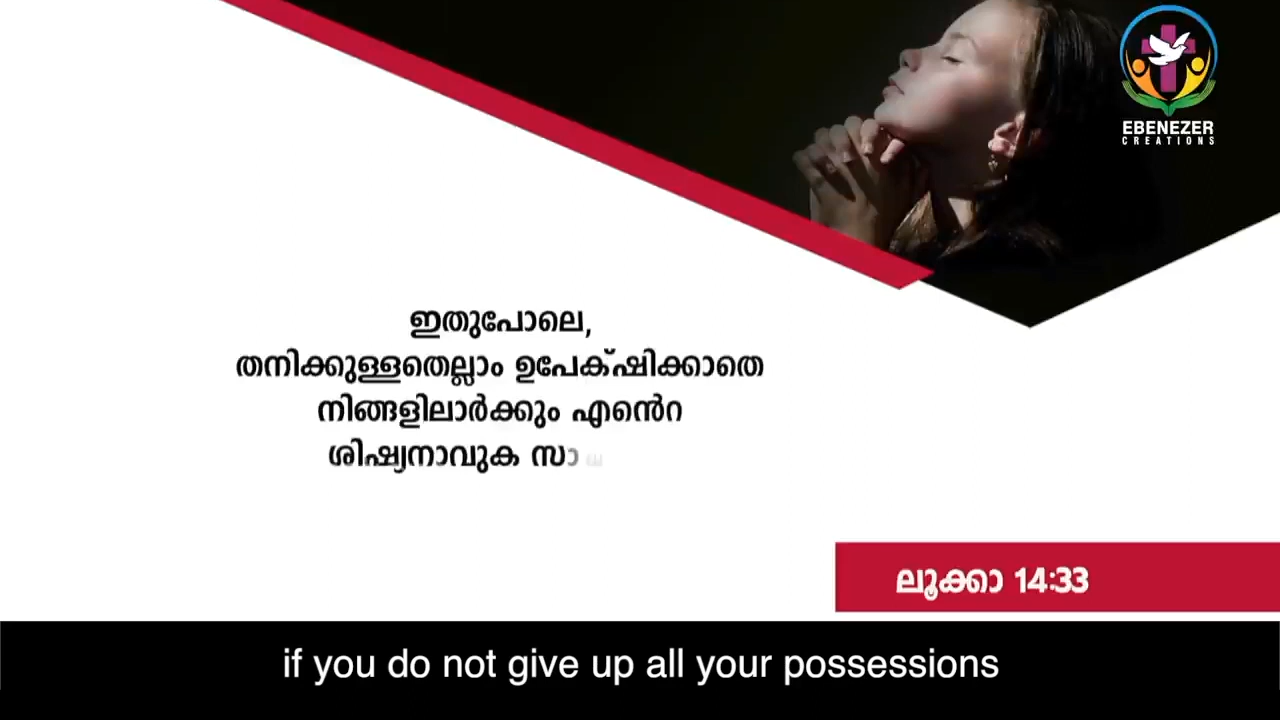 EBENEZER
CREATIONS
ഇതുപോലെ,
തനിക്കുള്ളതെല്ലാം ഉപേക്ഷിക്കാതെ
നിങ്ങളിലാർക്കും എന്റെ
ശിഷ്യനാവുക
ലൂക്കാ 14:33
if you do not give up all your possessions